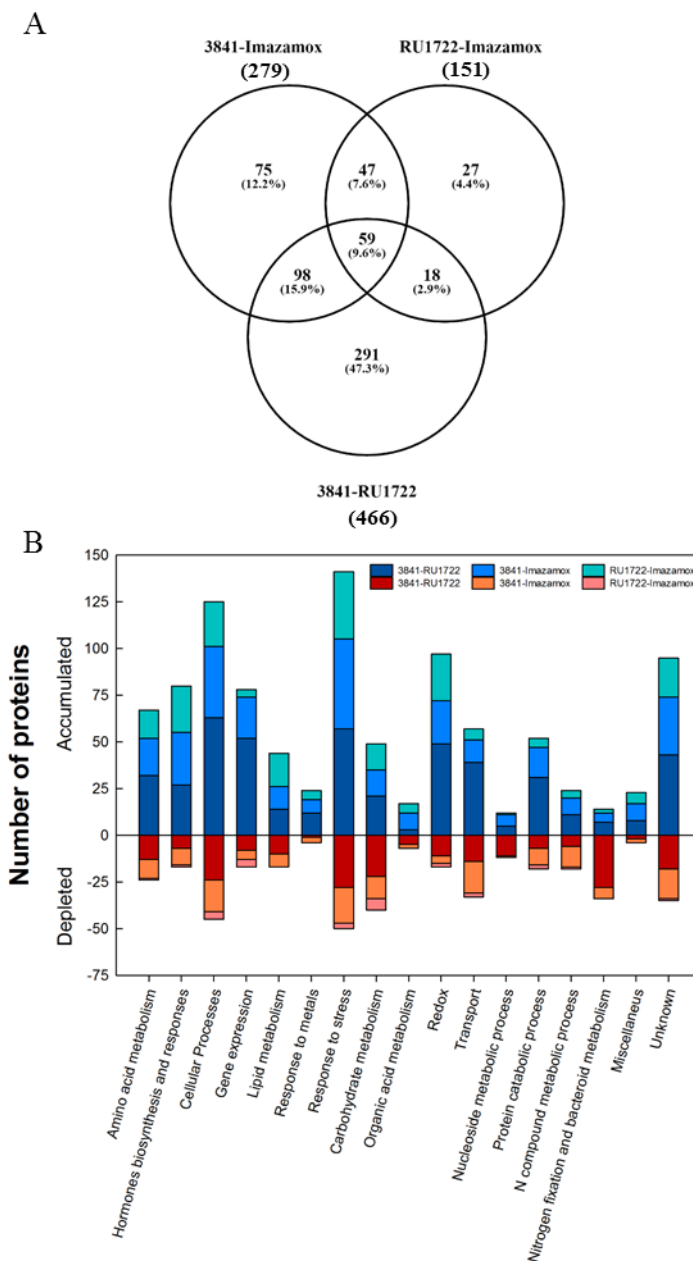 A
3841-Imazamox RU1722-Imazamox
(279) (151)
75 47 27
(12.2%) (7.6%) (4.4%)
59
(9.6%)
98 18
(15.9%) (2.9%)
291
(47.3%)
3841-RU1722
(466)
B
150
3841-RU1722 3841-Imazamox RU1722-Imazamox
3841-RU1722 3841-Imazamox RU1722-Imazamox
125
100
75
50
25
0
-25
-50
-75
Number of proteins
Accumulated
Depleted
Amino acid metabolism
Hormones biosynthesis and responses
Cellular Processes
Gene expression
Lipid metabolism
Response to metals
Response to stress
Carbohydrate metabolism
Organic acid metabolism
Redox
Transport
Nucleoside metabolic process
Protein catabolic process
N compound metabolic process
Nitrogen fixation and bacteroid metabolism
Miscellaneus
Unknown